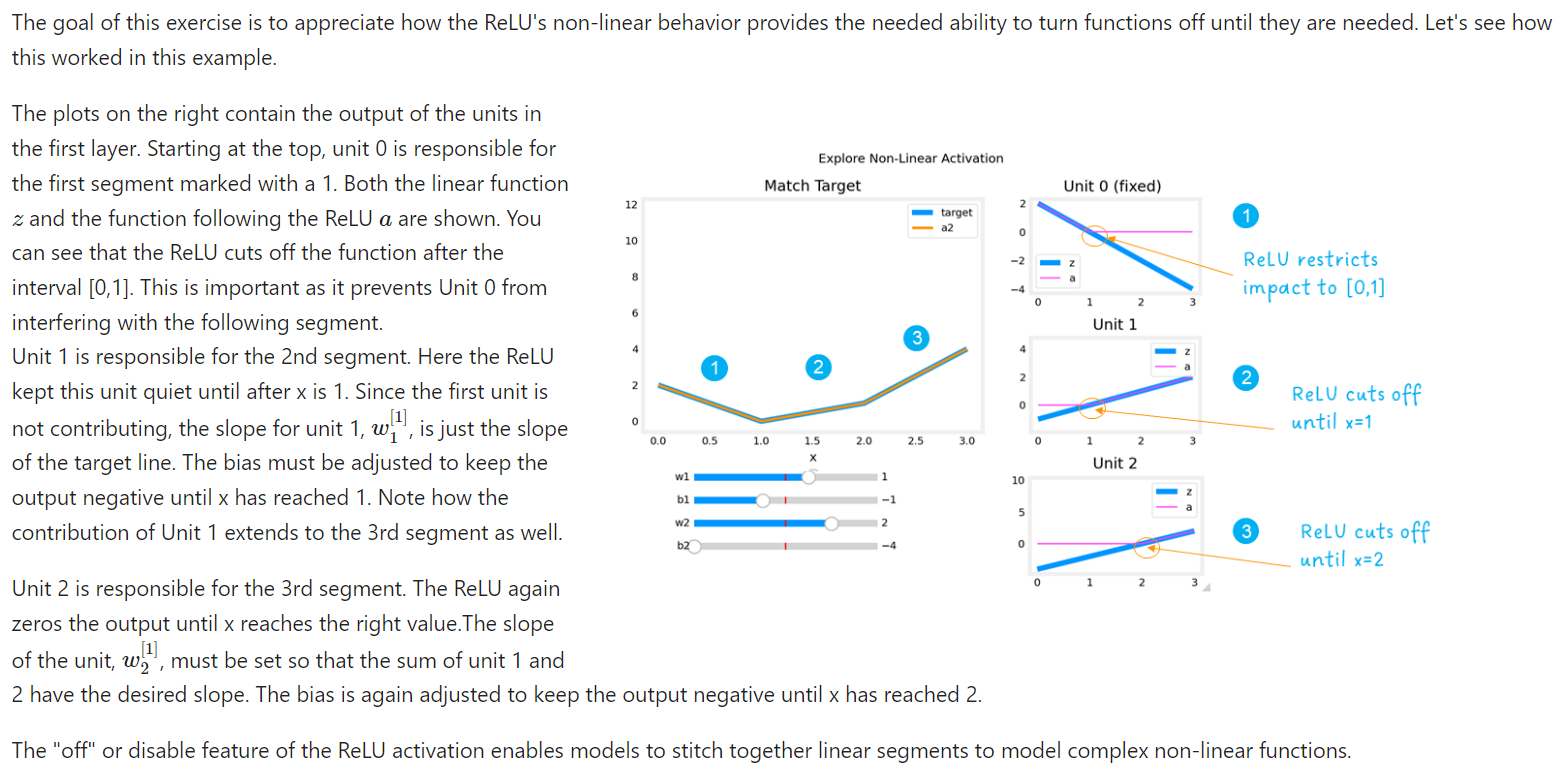 The goal of this exercise is to appreciate how the ReLU's non-linear behavior provides the needed ability to turn functions off until they are needed. Let's see how
this worked in this example.
The plots on the right contain the output of the units in
the first layer. Starting at the top, unit 0 is responsible for
the first segment marked with a 1. Both the linear function
z and the function following the ReLU a are shown. You
can see that the ReLU cuts off the function after the
interval [0,1]. This is important as it prevents Unit 0 from
interfering with the following segment.
Unit 1 is responsible for the 2nd segment. Here the ReLU
kept this unit quiet until after x is 1. Since the first unit is
not contributing, the slope for unit 1, w₁^[1], is just the slope
of the target line. The bias must be adjusted to keep the
output negative until x has reached 1. Note how the
contribution of Unit 1 extends to the 3rd segment as well.
Unit 2 is responsible for the 3rd segment. The ReLU again
zeros the output until x reaches the right value.The slope
of the unit, w₂^[1], must be set so that the sum of unit 1 and
2 have the desired slope. The bias is again adjusted to keep the output negative until x has reached 2.
The "off" or disable feature of the ReLU activation enables models to stitch together linear segments to model complex non-linear functions.
Explore Non-Linear Activation
Match Target
target
a2
12
10
8
6
4
2
0
1
2
3
0.0 0.5 1.0 1.5 2.0 2.5 3.0
x
w1 1
b1 −1
w2 2
b2 −4
Unit 0 (fixed)
2
0
−2
−4
z
a
0 1 2 3
1
ReLU restricts
impact to [0,1]
Unit 1
4
2
0
z
a
0 1 2 3
2
ReLU cuts off
until x=1
Unit 2
10
5
0
z
a
0 1 2 3
3
ReLU cuts off
until x=2